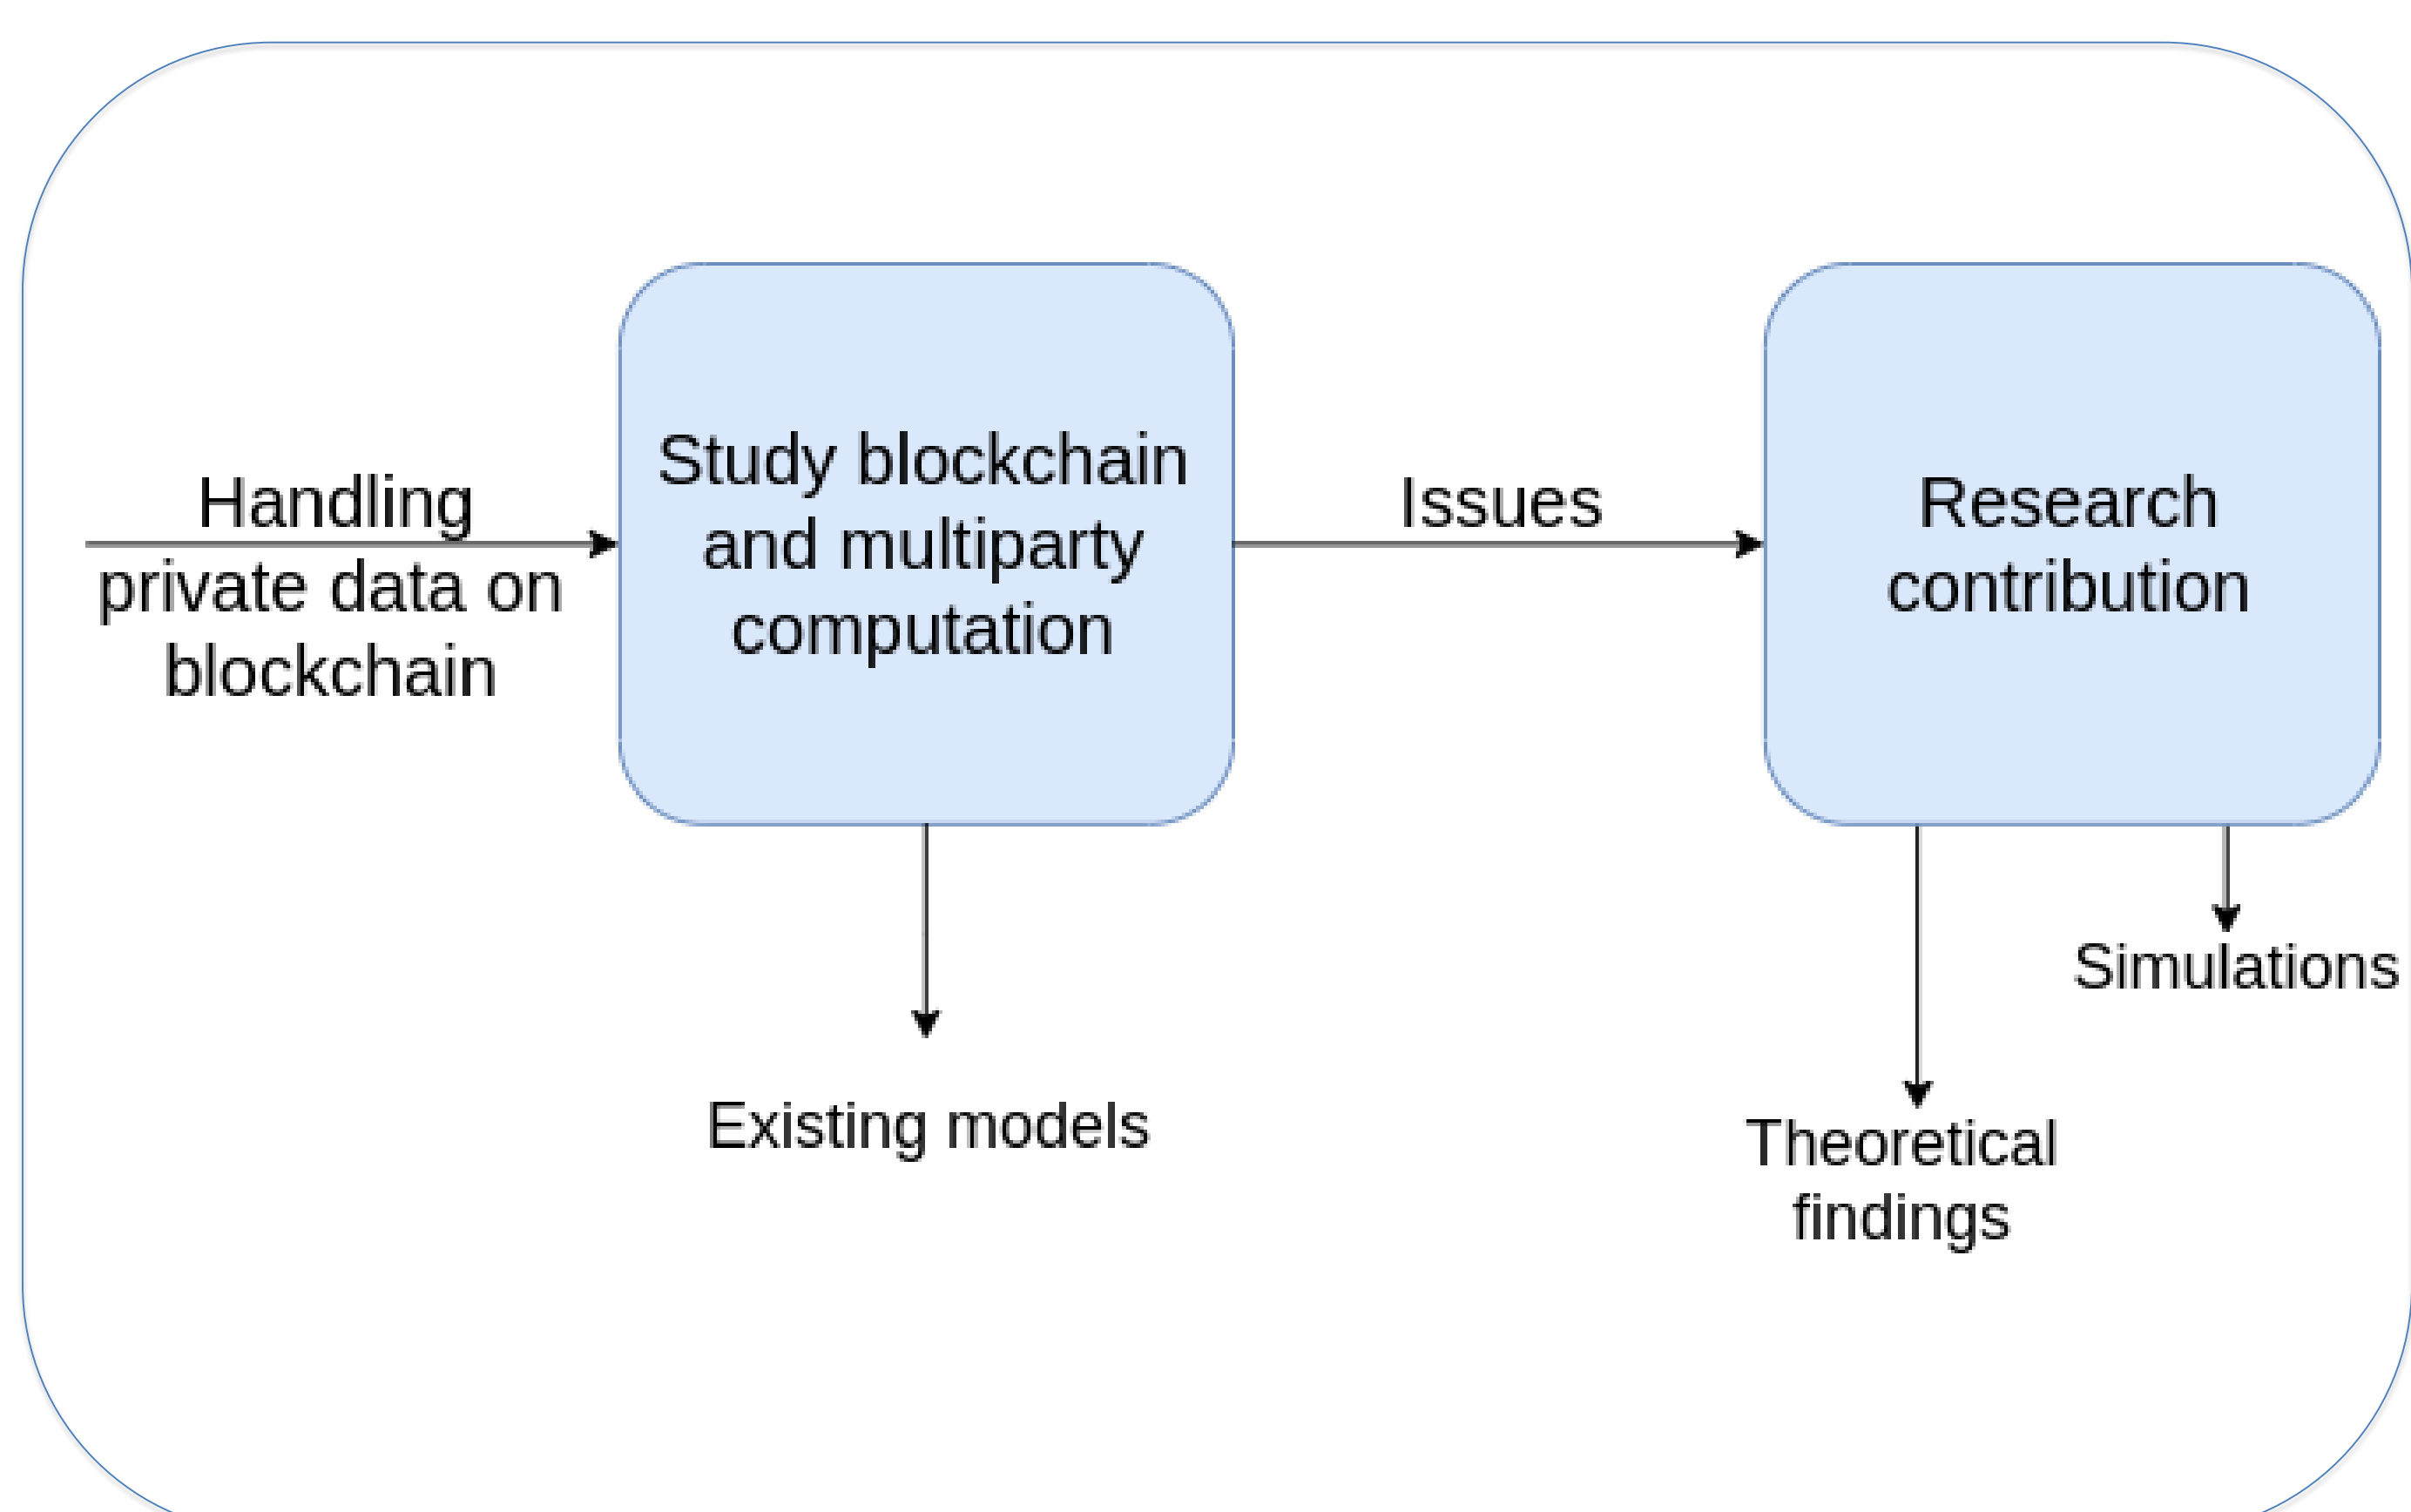 Handling
private data on
blockchain
Study blockchain
and multiparty
computation
Issues
Research
contribution
Existing models
Simulations
Theoretical
findings